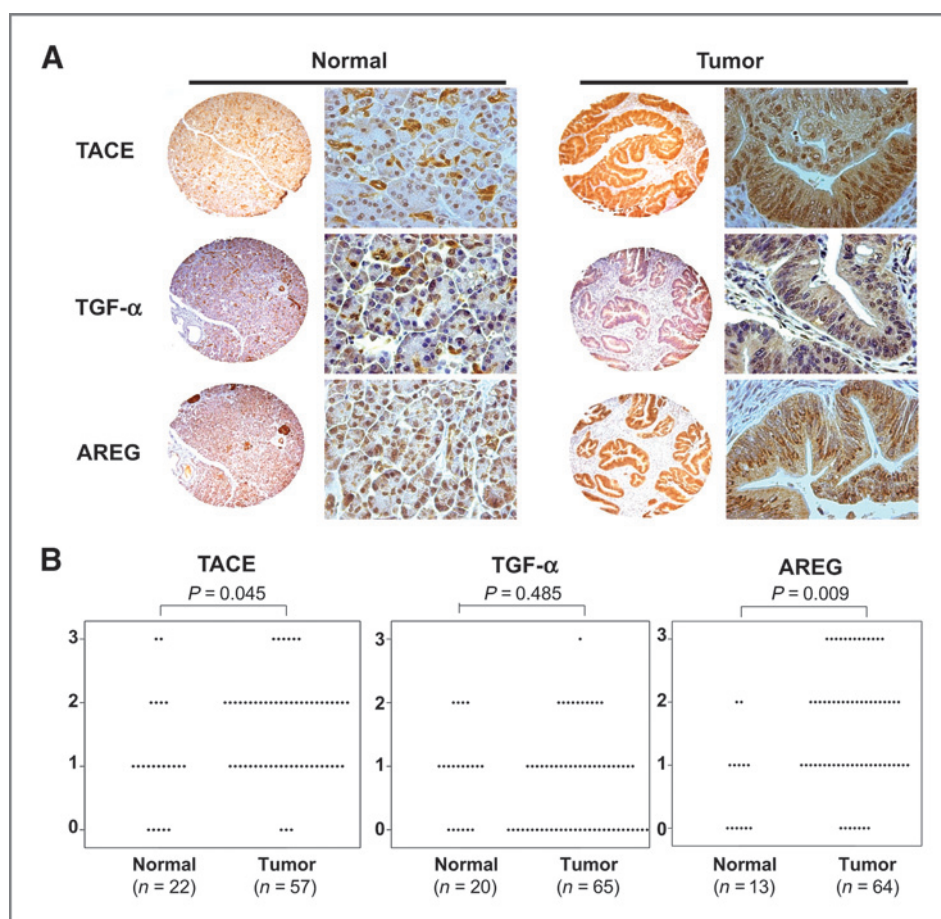 A
Normal
Tumor
TACE
TGF-α
AREG
B
TACE
TGF-α
AREG
P = 0.045
P = 0.485
P = 0.009
3
3
2
2
1
1
0
0
0
3
2
1
Normal
Tumor
Normal
Tumor
Normal
Tumor
(n = 22)
(n = 57)
(n = 20)
(n = 65)
(n = 13)
(n = 64)